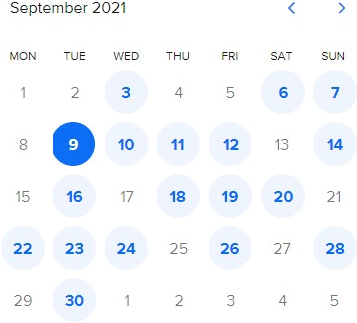 September 2021
MON TUE WED THU FRI SAT SUN
1 2 3 4 5 6 7
8 9 10 11 12 13 14
15 16 17 18 19 20 21
22 23 24 25 26 27 28
29 30 1 2 3 4 5